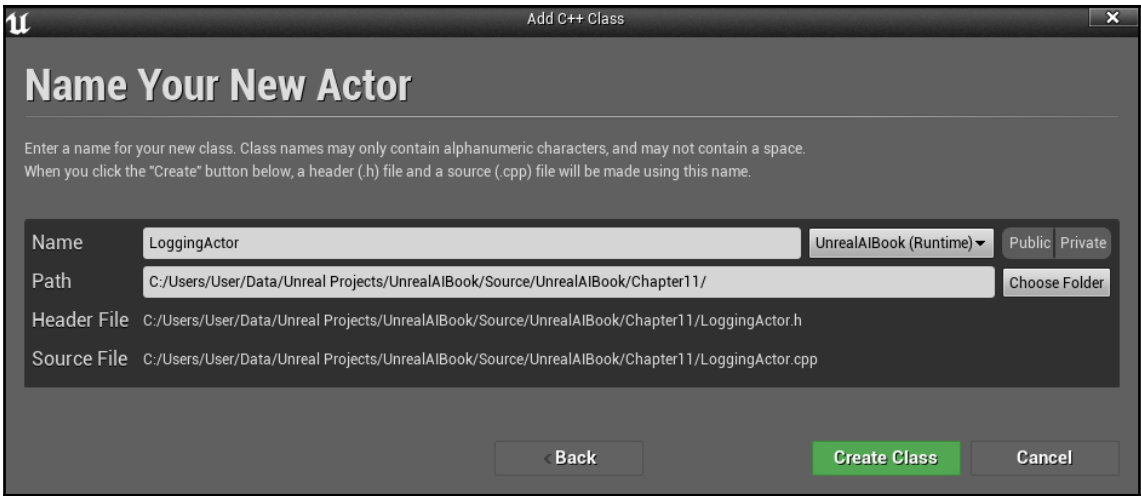 Add C++ Class
Name Your New Actor
Enter a name for your new class. Class names may only contain alphanumeric characters, and may not contain a space.
When you click the "Create" button below, a header (.h) file and a source (.cpp) file will be made using this name.
Name LoggingActor UnrealAIBook (Runtime) Public Private
Path C:/Users/User/Data/Unreal Projects/UnrealAIBook/Source/UnrealAIBook/Chapter11/ Choose Folder
Header File C:/Users/User/Data/Unreal Projects/UnrealAIBook/Source/UnrealAIBook/Chapter11/LoggingActor.h
Source File C:/Users/User/Data/Unreal Projects/UnrealAIBook/Source/UnrealAIBook/Chapter11/LoggingActor.cpp
Back Create Class Cancel